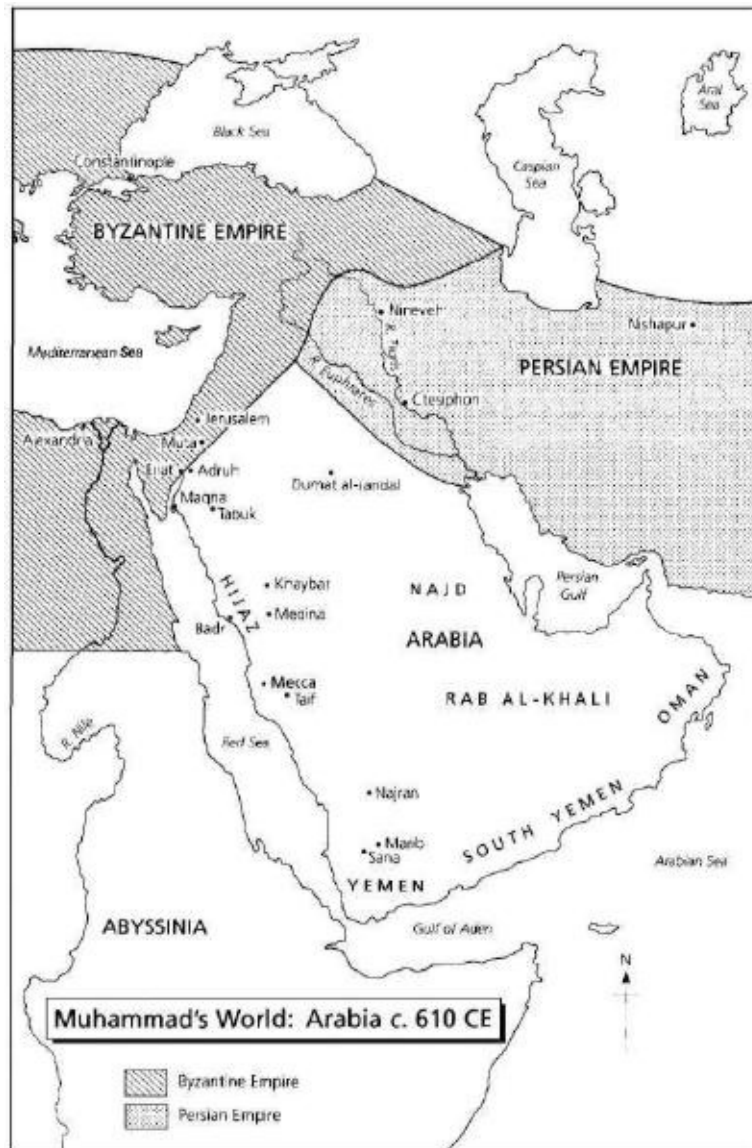 Black Sea
Aral
Sea
Constantinople
Caspian
Sea
BYZANTINE EMPIRE
Nineveh
Nishapur
R. Tigris
Mediterranean Sea
PERSIAN EMPIRE
R. Euphrates
Ctesiphon
Jerusalem
Alexandria
Muta
Eilat
Adruh
Dumat al-Jandal
Maqna
Tabuk
HIJAZ
Khaybar
NAJD
Persian
Gulf
Medina
Badr
ARABIA
Mecca
Taif
RAB AL-KHALI
OMAN
R. Nile
Red Sea
Najran
SOUTH YEMEN
Marib
Sana
Arabian Sea
YEMEN
ABYSSINIA
Gulf of Aden
N
Muhammad's World: Arabia c. 610 CE
Byzantine Empire
Persian Empire